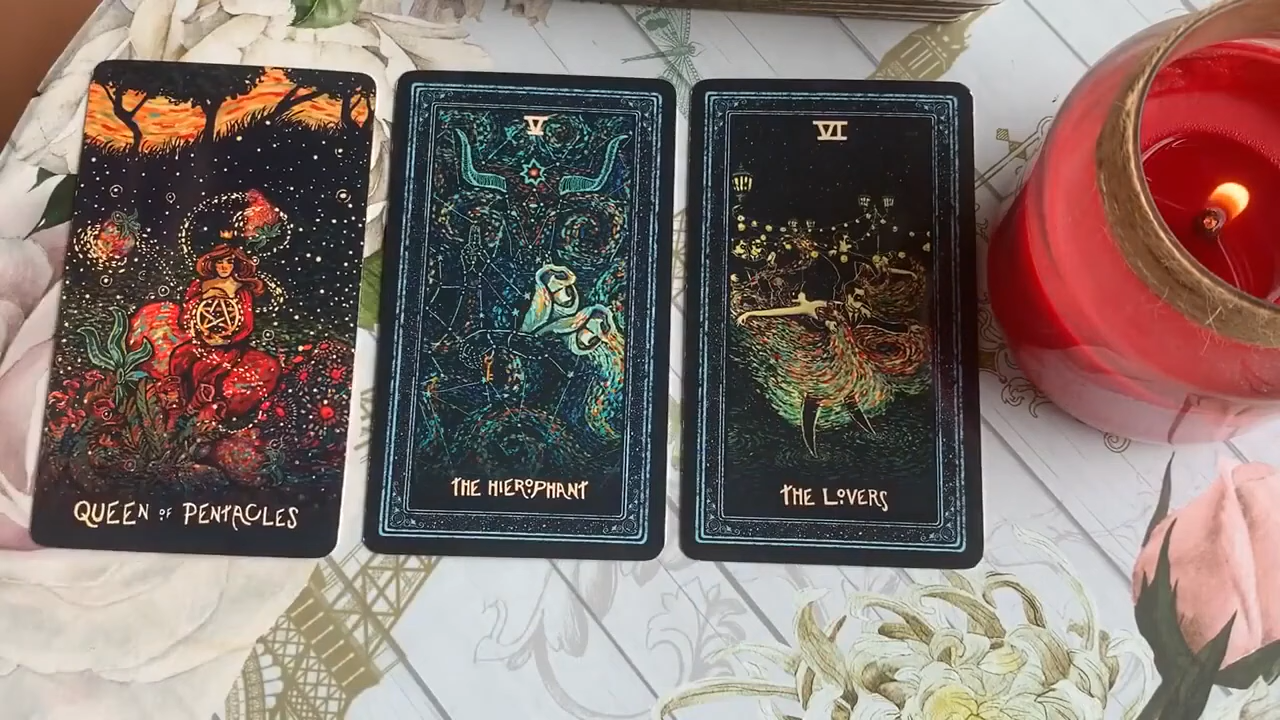 QUEEN OF PENTACLES
V
THE HIEROPHANT
VI
THE LOVERS